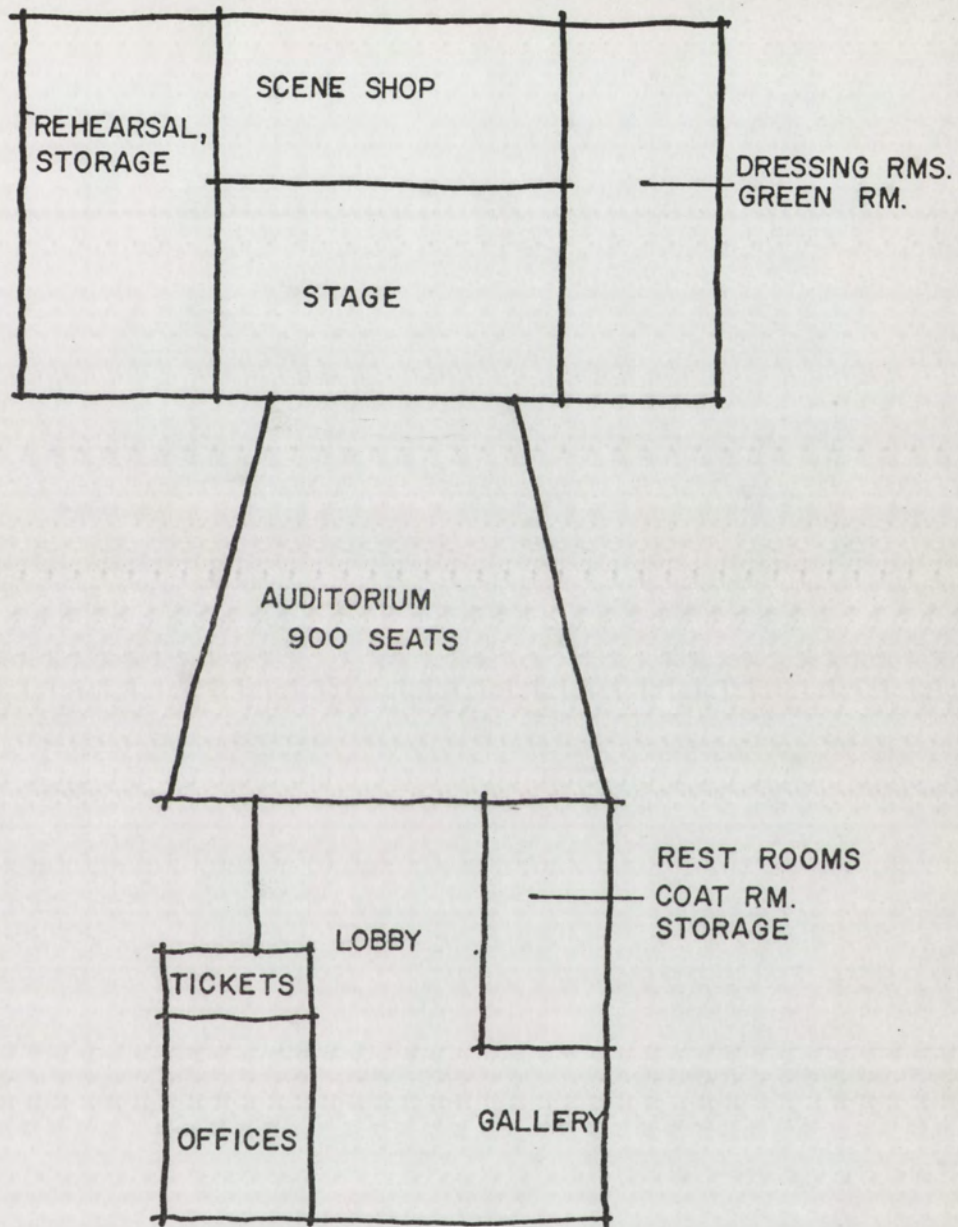 SCENE SHOP
REHEARSAL,
STORAGE
DRESSING RMS.
GREEN RM.
STAGE
AUDITORIUM
900 SEATS
REST ROOMS
COAT RM.
STORAGE
LOBBY
TICKETS
OFFICES
GALLERY